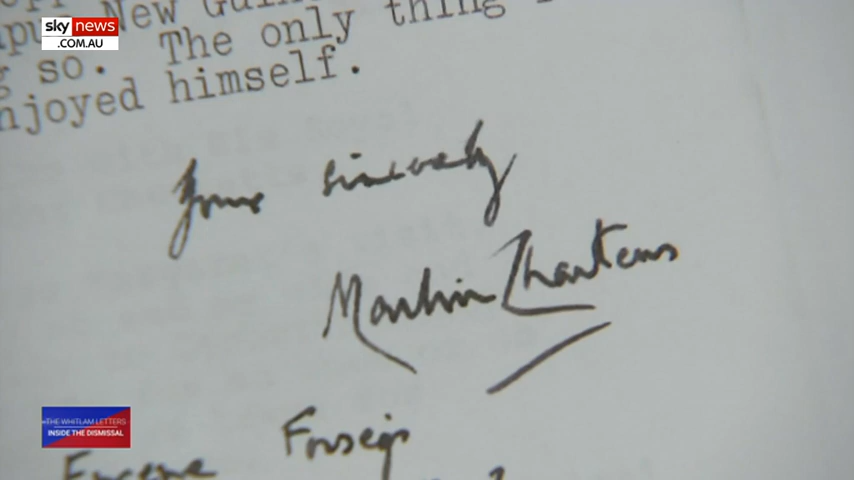 sky news
.COM.AU
New Guin
so. The only thing
njoyed himself.
Yours sincerely
Martin Charteris
THE WHITLAM LETTERS
INSIDE THE DISMISSAL
Foreign